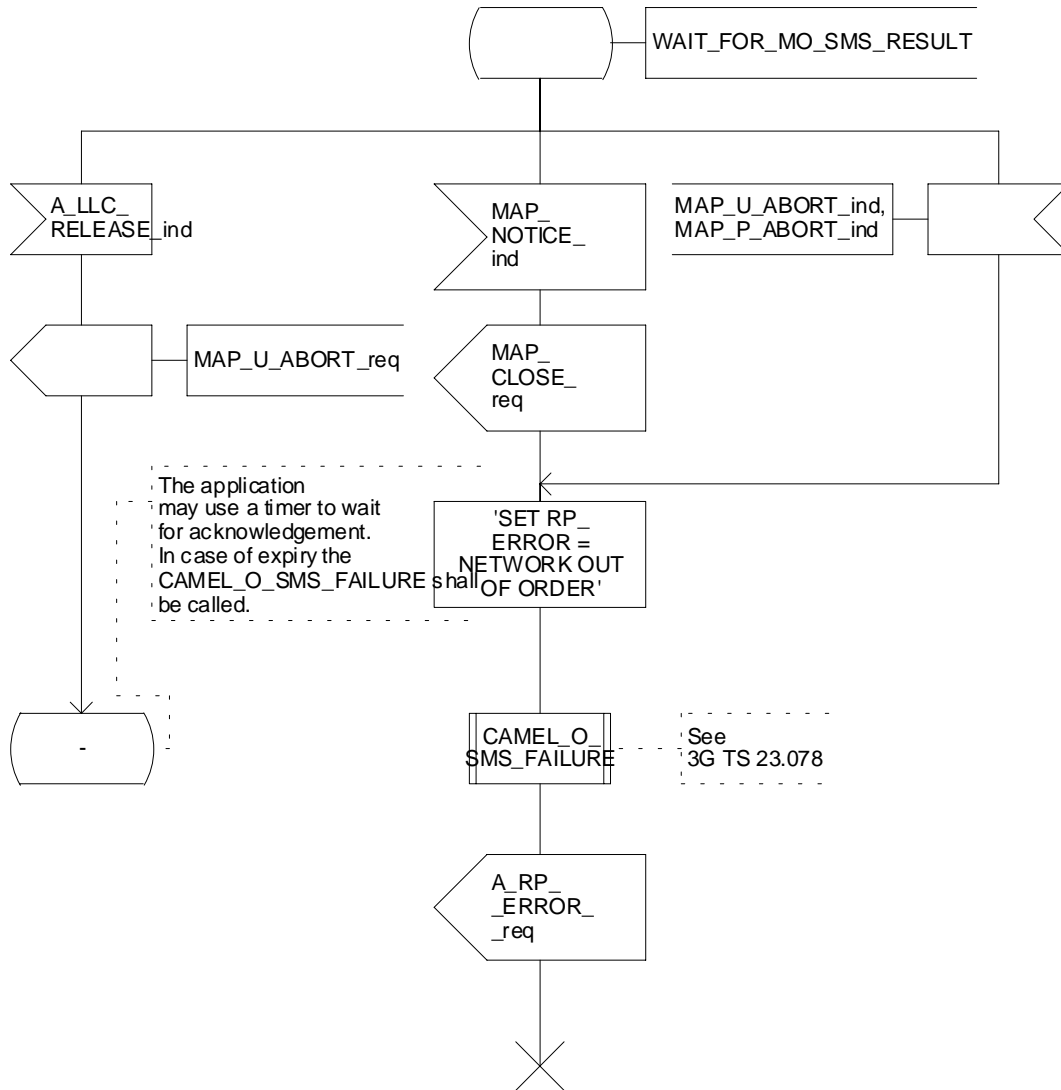 WAIT_FOR_MO_SMS_RESULT
A_LLC_
RELEASE_ind
MAP_
NOTICE_
ind
MAP_U_ABORT_ind,
MAP_P_ABORT_ind
MAP_U_ABORT_req
MAP_
CLOSE_
req
The application
may use a timer to wait
for acknowledgement.
In case of expiry the
CAMEL_O_SMS_FAILURE shall
be called.
'SET RP_
ERROR =
NETWORK OUT
OF ORDER'
-
CAMEL_O_
SMS_FAILURE
See
3G TS 23.078
A_RP_
_ERROR_
_req